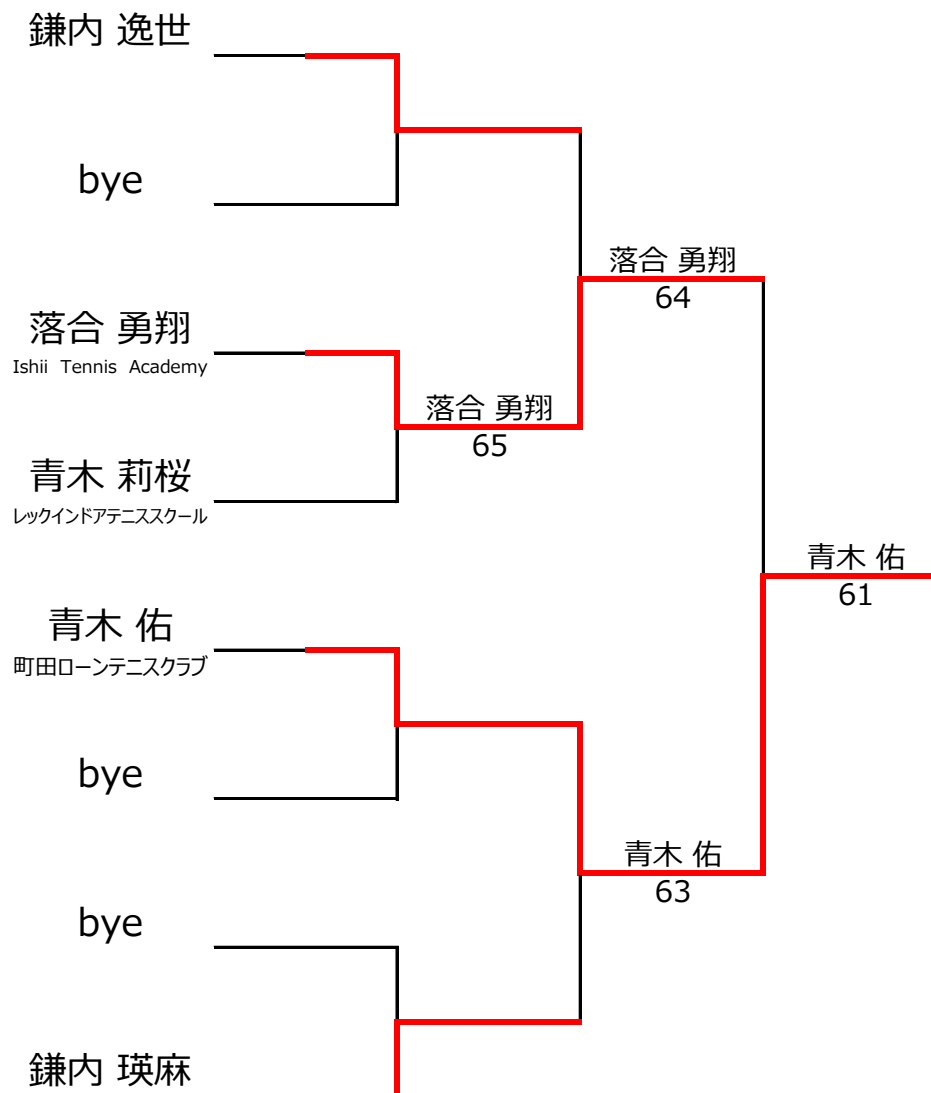 鎌内 逸世
bye
落合 勇翔
64
落合 勇翔
Ishii Tennis Academy
落合 勇翔
65
青木 莉桜
レックインドアテニススクール
青木 佑
61
青木 佑
町田ローンテニスクラブ
bye
青木 佑
63
bye
鎌内 瑛麻